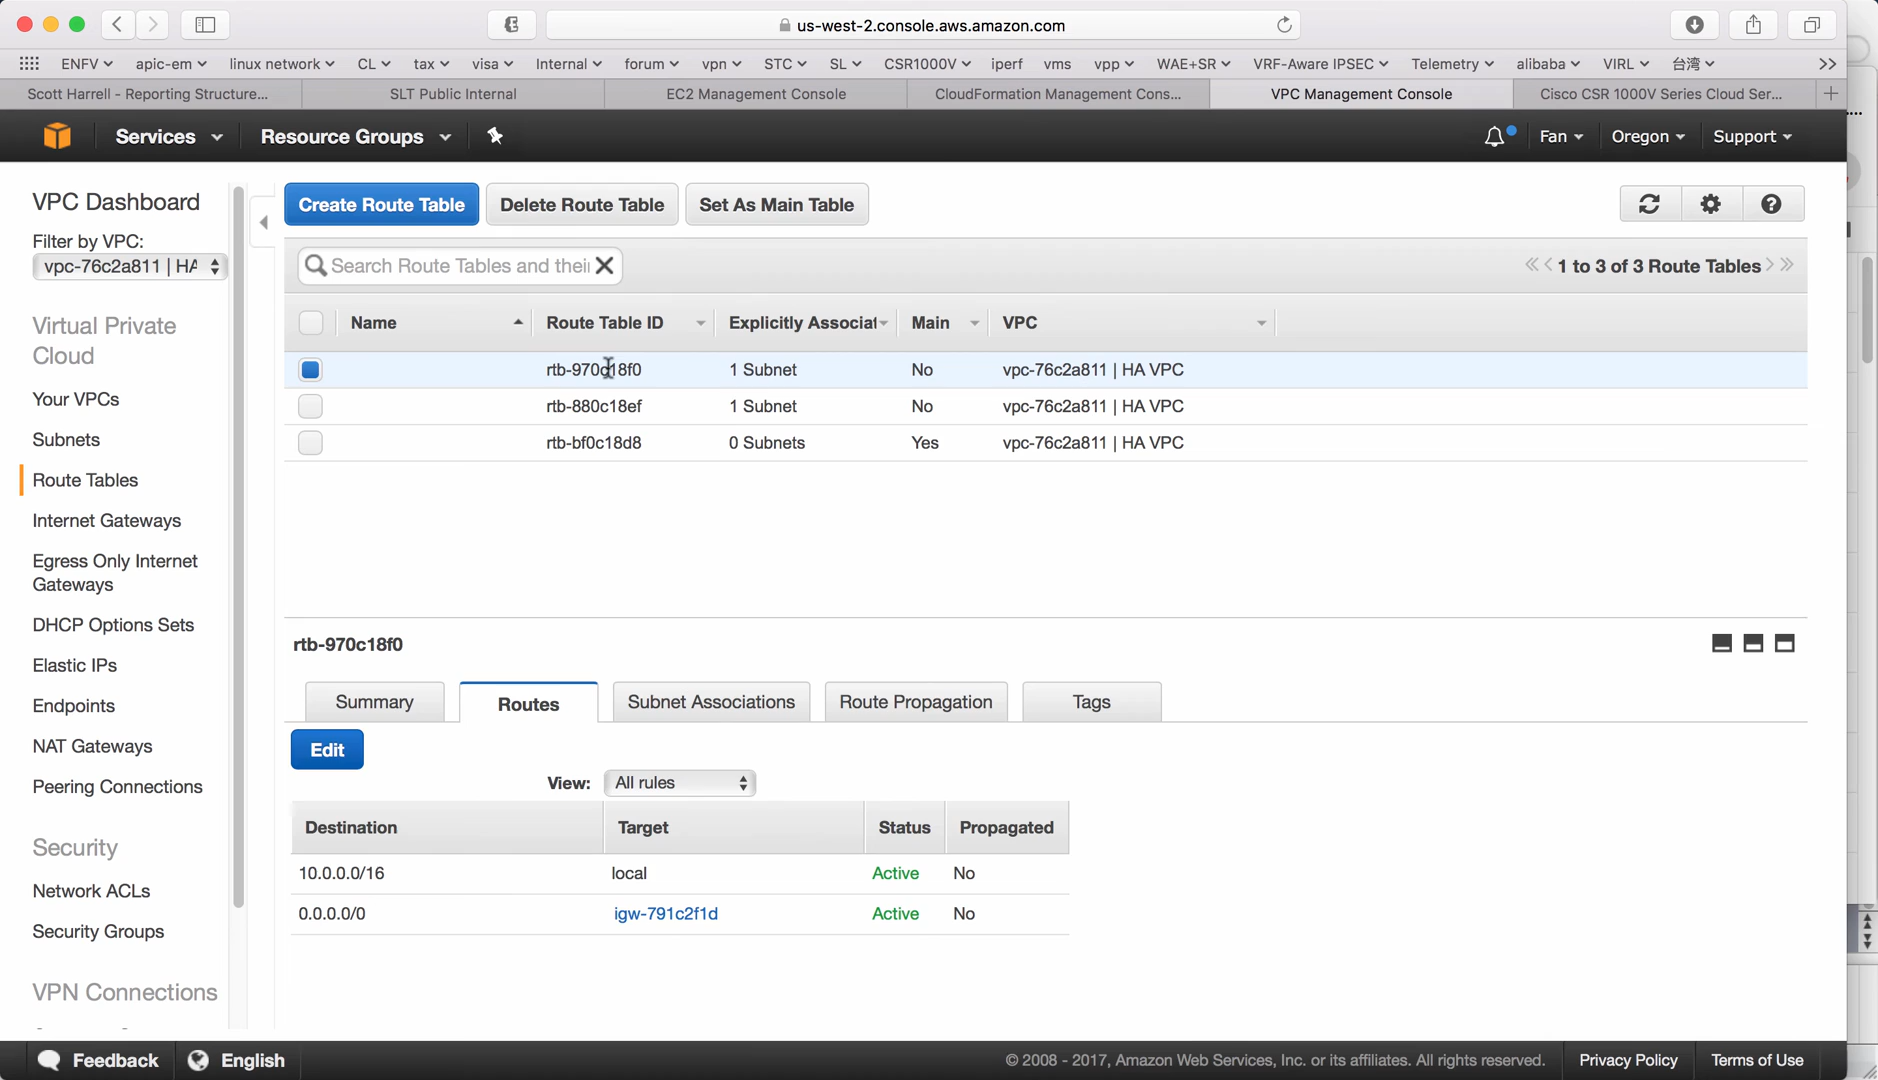 us-west-2.console.aws.amazon.com
ENFV apic-em linux network CL tax visa Internal forum vpn STC SL CSR1000V iperf vms vpp WAE+SR VRF-Aware IPSEC Telemetry alibaba VIRL 台湾
Scott Harrell - Reporting Structure... SLT Public Internal EC2 Management Console CloudFormation Management Cons... VPC Management Console Cisco CSR 1000V Series Cloud Ser...
Services Resource Groups Fan Oregon Support
VPC Dashboard
Filter by VPC:
vpc-76c2a811 | HA
Virtual Private
Cloud
Your VPCs
Subnets
Route Tables
Internet Gateways
Egress Only Internet
Gateways
DHCP Options Sets
Elastic IPs
Endpoints
NAT Gateways
Peering Connections
Security
Network ACLs
Security Groups
VPN Connections
Create Route Table Delete Route Table Set As Main Table
Search Route Tables and thei
1 to 3 of 3 Route Tables
Name Route Table ID Explicitly Associat Main VPC
rtb-970c18f0 1 Subnet No vpc-76c2a811 | HA VPC
rtb-880c18ef 1 Subnet No vpc-76c2a811 | HA VPC
rtb-bf0c18d8 0 Subnets Yes vpc-76c2a811 | HA VPC
rtb-970c18f0
Summary Routes Subnet Associations Route Propagation Tags
Edit
View: All rules
Destination Target Status Propagated
10.0.0.0/16 local Active No
0.0.0.0/0 igw-791c2f1d Active No
Feedback English © 2008 - 2017, Amazon Web Services, Inc. or its affiliates. All rights reserved. Privacy Policy Terms of Use